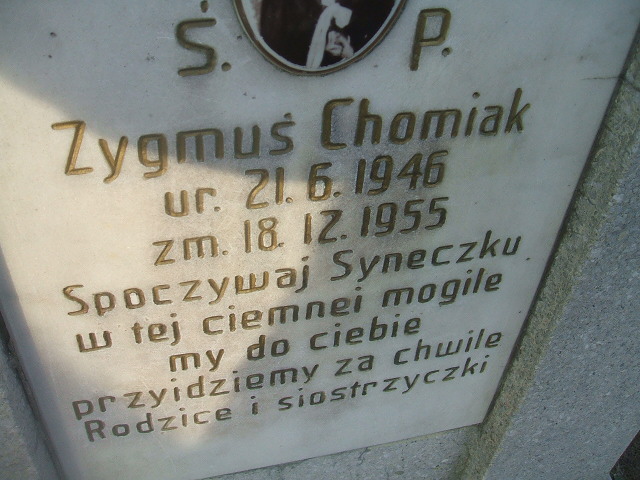 Ś. P.
Zygmuś Chomiak
ur. 21. 6. 1946
zm. 18. 12. 1955
Spoczywaj Syneczku
w tej ciemnei mogile
my do ciebie
przyidziemy za chwile
Rodzice i siostrzyczki